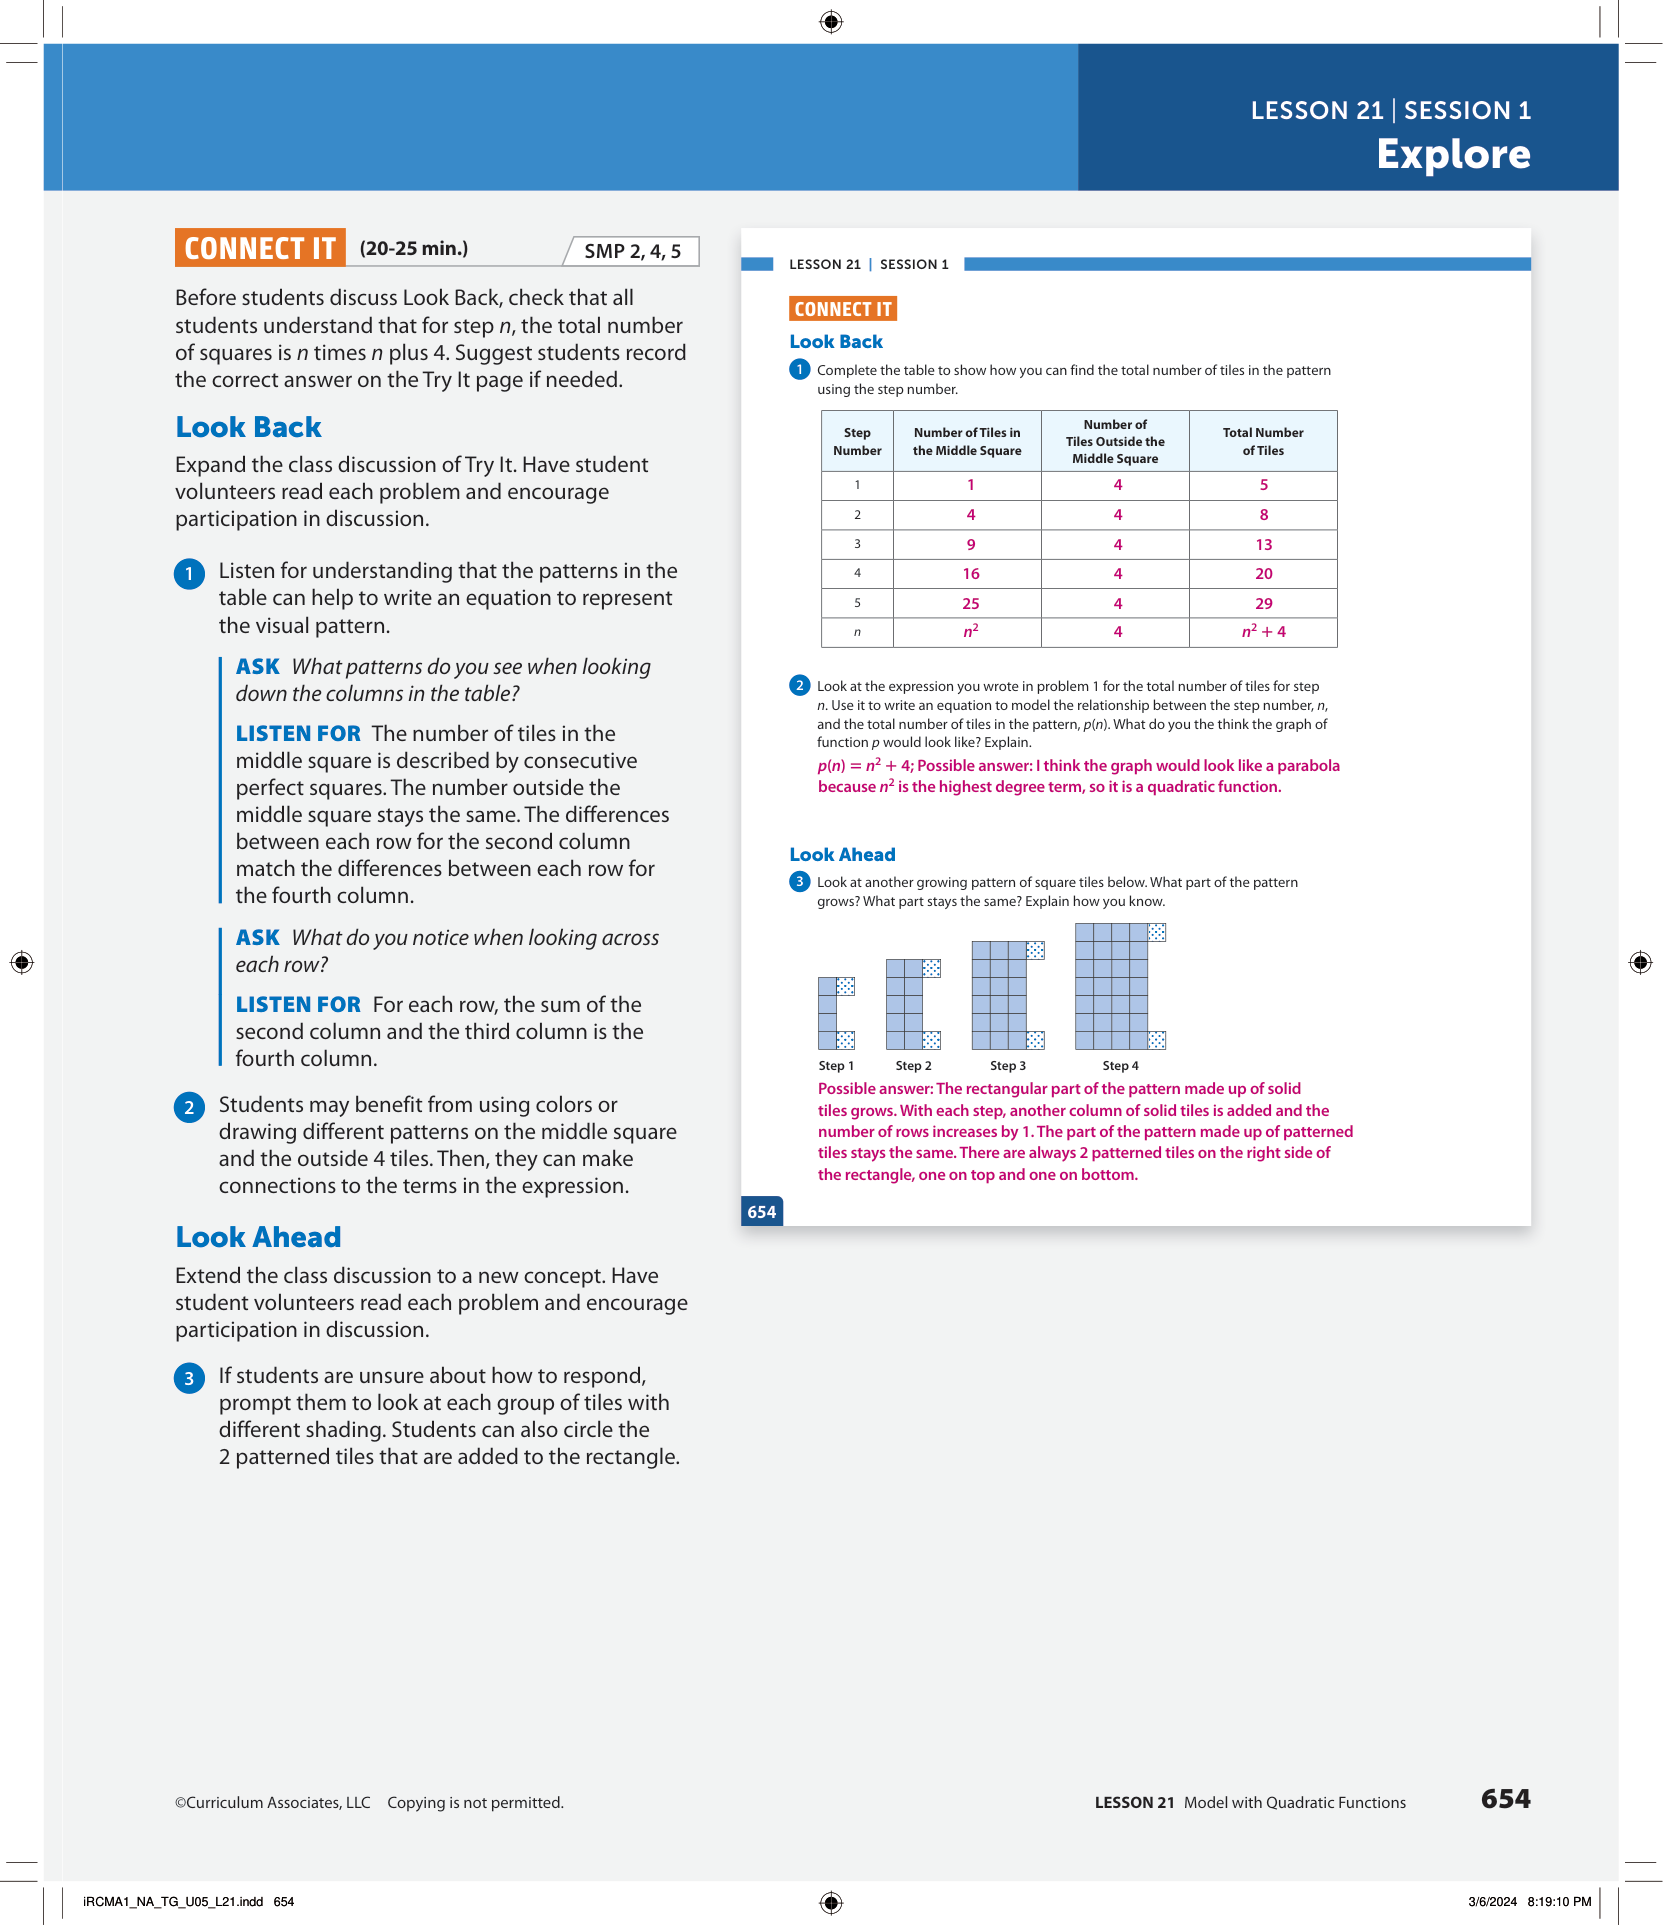 LESSON 21 | SESSION 1
Explore
CONNECT IT (20-25 min.) SMP 2, 4, 5
Before students discuss Look Back, check that all
students understand that for step n, the total number
of squares is n times n plus 4. Suggest students record
the correct answer on the Try It page if needed.
Look Back
Expand the class discussion of Try It. Have student
volunteers read each problem and encourage
participation in discussion.
1 Listen for understanding that the patterns in the
table can help to write an equation to represent
the visual pattern.
ASK What patterns do you see when looking
down the columns in the table?
LISTEN FOR The number of tiles in the
middle square is described by consecutive
perfect squares. The number outside the
middle square stays the same. The differences
between each row for the second column
match the differences between each row for
the fourth column.
ASK What do you notice when looking across
each row?
LISTEN FOR For each row, the sum of the
second column and the third column is the
fourth column.
2 Students may benefit from using colors or
drawing different patterns on the middle square
and the outside 4 tiles. Then, they can make
connections to the terms in the expression.
Look Ahead
Extend the class discussion to a new concept. Have
student volunteers read each problem and encourage
participation in discussion.
3 If students are unsure about how to respond,
prompt them to look at each group of tiles with
different shading. Students can also circle the
2 patterned tiles that are added to the rectangle.
LESSON 21 | SESSION 1
CONNECT IT
Look Back
1 Complete the table to show how you can find the total number of tiles in the pattern
using the step number.
Step Number | Number of Tiles in the Middle Square | Number of Tiles Outside the Middle Square | Total Number of Tiles
1 1 4 5
2 4 4 8
3 9 4 13
4 16 4 20
5 25 4 29
n n² 4 n² + 4
2 Look at the expression you wrote in problem 1 for the total number of tiles for step
n. Use it to write an equation to model the relationship between the step number, n,
and the total number of tiles in the pattern, p(n). What do you the think the graph of
function p would look like? Explain.
p(n) = n² + 4; Possible answer: I think the graph would look like a parabola
because n² is the highest degree term, so it is a quadratic function.
Look Ahead
3 Look at another growing pattern of square tiles below. What part of the pattern
grows? What part stays the same? Explain how you know.
Step 1 Step 2 Step 3 Step 4
Possible answer: The rectangular part of the pattern made up of solid
tiles grows. With each step, another column of solid tiles is added and the
number of rows increases by 1. The part of the pattern made up of patterned
tiles stays the same. There are always 2 patterned tiles on the right side of
the rectangle, one on top and one on bottom.
654
©Curriculum Associates, LLC Copying is not permitted.
LESSON 21 Model with Quadratic Functions 654
iRCMA1_NA_TG_U05_L21.indd 654
3/6/2024 8:19:10 PM